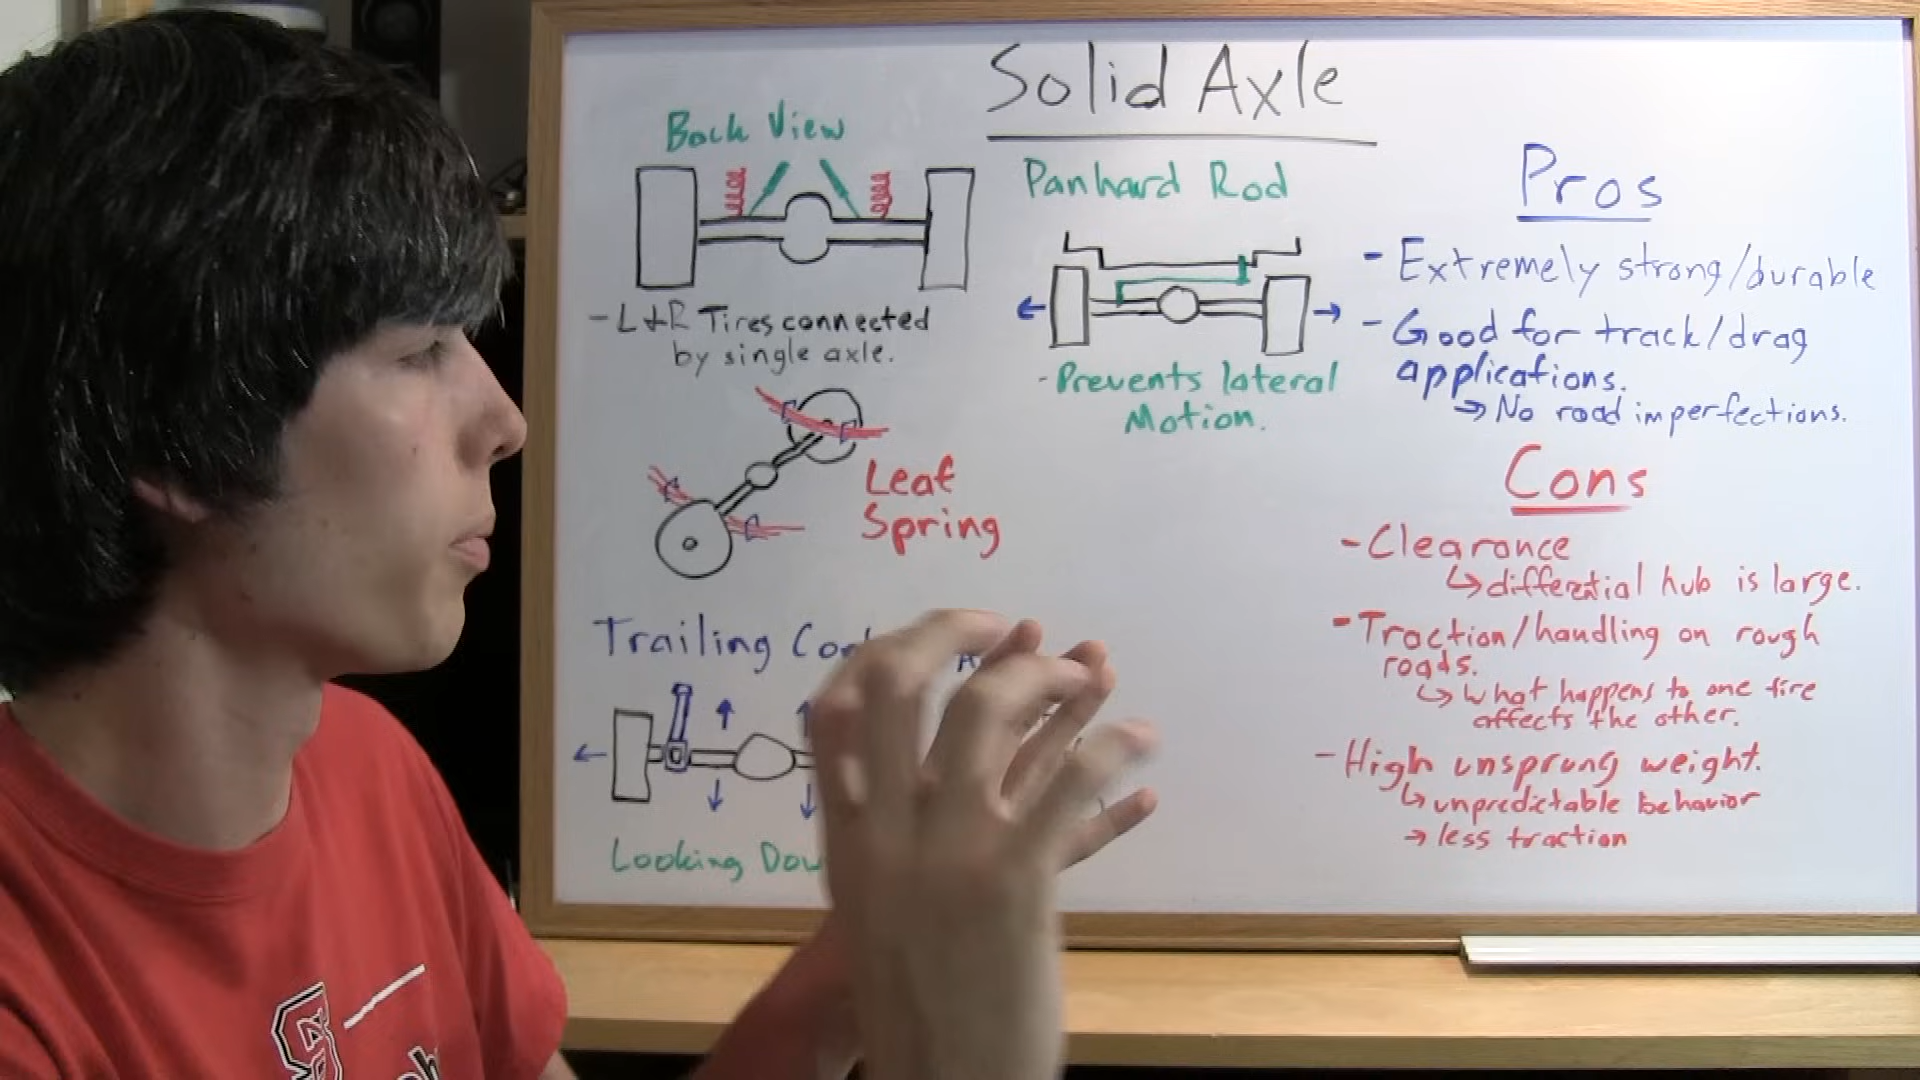 Solid Axle
Back View
- L & R Tires connected
by single axle.
Panhard Rod
- Prevents lateral
Motion.
Leaf
Spring
Trailing
Looking
Pros
- Extremely strong/durable
- Good for track/drag
applications.
→ No road imperfections.
Cons
- Clearance
↳ differential hub is large.
- Traction/handling on rough
roads.
↳ what happens to one tire
affects the other.
- High unsprung weight.
↳ unpredictable behavior
→ less traction